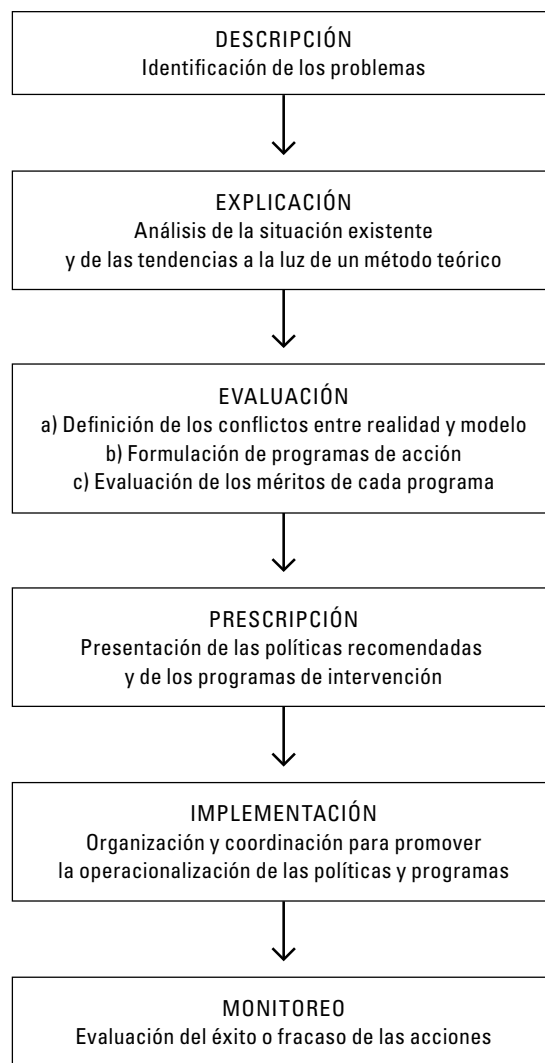 DESCRIPCIÓN
Identificación de los problemas
EXPLICACIÓN
Análisis de la situación existente
y de las tendencias a la luz de un método teórico
EVALUACIÓN
a) Definición de los conflictos entre realidad y modelo
b) Formulación de programas de acción
c) Evaluación de los méritos de cada programa
PRESCRIPCIÓN
Presentación de las políticas recomendadas
y de los programas de intervención
IMPLEMENTACIÓN
Organización y coordinación para promover
la operacionalización de las políticas y programas
MONITOREO
Evaluación del éxito o fracaso de las acciones